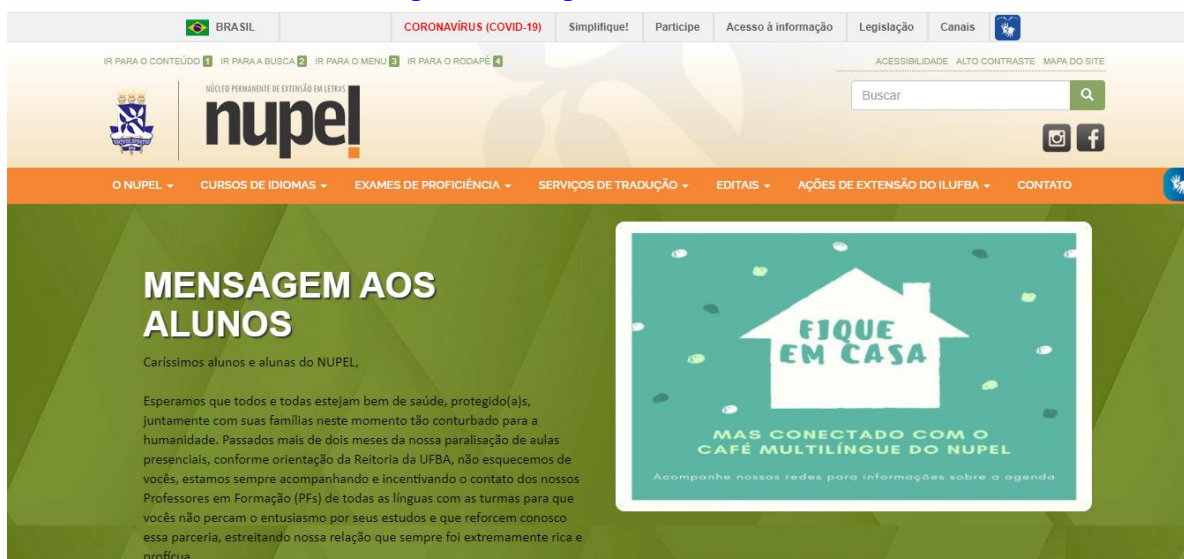 BRASIL
CORONAVÍRUS (COVID-19)
Simplifique!
Participe
Acesso à informação
Legislação
Canais
IR PARA O CONTEÚDO 1 IR PARA A BUSCA 2 IR PARA O MENU 3 IR PARA O RODAPÉ 4
ACESSIBILIDADE ALTO CONTRASTE MAPA DO SITE
NÚCLEO PERMANENTE DE EXTENSÃO EM LETRAS
nupel
Buscar
O NUPEL
CURSOS DE IDIOMAS
EXAMES DE PROFICIÊNCIA
SERVIÇOS DE TRADUÇÃO
EDITAIS
AÇÕES DE EXTENSÃO DO ILUFBA
CONTATO
MENSAGEM AOS
ALUNOS
Caríssimos alunos e alunas do NUPEL,
Esperamos que todos e todas estejam bem de saúde, protegido(a)s,
juntamente com suas famílias neste momento tão conturbado para a
humanidade. Passados mais de dois meses da nossa paralisação de aulas
presenciais, conforme orientação da Reitoria da UFBA, não esquecemos de
vocês, estamos sempre acompanhando e incentivando o contato dos nossos
Professores em Formação (PFs) de todas as línguas com as turmas para que
vocês não percam o entusiasmo por seus estudos e que reforcem conosco
essa parceria, estreitando nossa relação que sempre foi extremamente rica e
profícua
FIQUE
EM CASA
MAS CONECTADO COM O
CAFÉ MULTILÍNGUE DO NUPEL
Acompanhe nossas redes para informações sobre a agenda